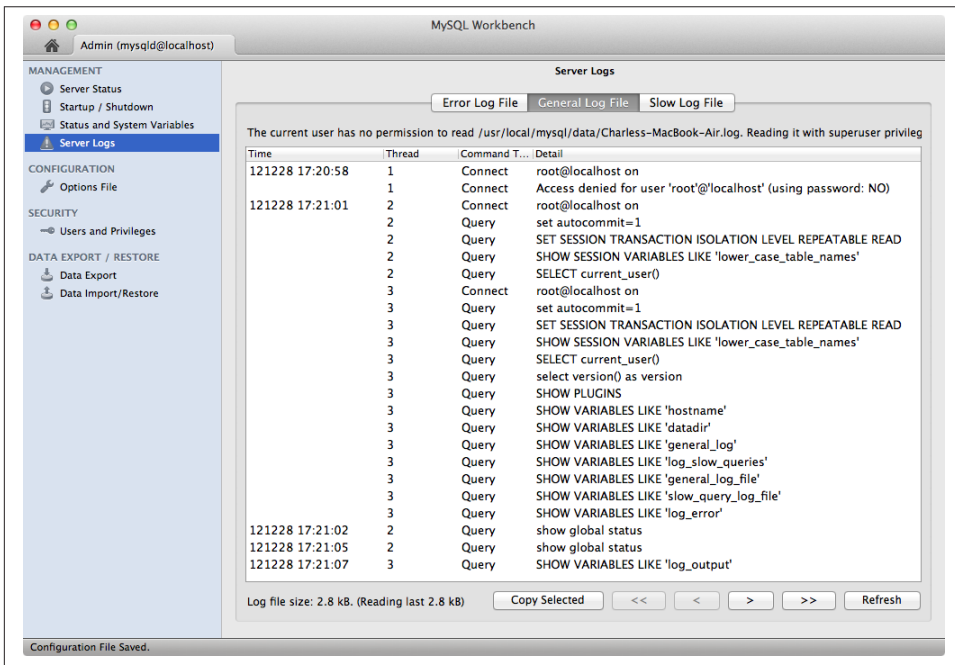 MySQL Workbench
Admin (mysqld@localhost)
MANAGEMENT
Server Status
Startup / Shutdown
Status and System Variables
Server Logs
CONFIGURATION
Options File
SECURITY
Users and Privileges
DATA EXPORT / RESTORE
Data Export
Data Import/Restore
Server Logs
Error Log File General Log File Slow Log File
The current user has no permission to read /usr/local/mysql/data/Charless-MacBook-Air.log. Reading it with superuser privileg
Time Thread Command T... Detail
121228 17:20:58 1 Connect root@localhost on
1 Connect Access denied for user 'root'@'localhost' (using password: NO)
121228 17:21:01 2 Connect root@localhost on
2 Query set autocommit=1
2 Query SET SESSION TRANSACTION ISOLATION LEVEL REPEATABLE READ
2 Query SHOW SESSION VARIABLES LIKE 'lower_case_table_names'
2 Query SELECT current_user()
3 Connect root@localhost on
3 Query set autocommit=1
3 Query SET SESSION TRANSACTION ISOLATION LEVEL REPEATABLE READ
3 Query SHOW SESSION VARIABLES LIKE 'lower_case_table_names'
3 Query SELECT current_user()
3 Query select version() as version
3 Query SHOW PLUGINS
3 Query SHOW VARIABLES LIKE 'hostname'
3 Query SHOW VARIABLES LIKE 'datadir'
3 Query SHOW VARIABLES LIKE 'general_log'
3 Query SHOW VARIABLES LIKE 'log_slow_queries'
3 Query SHOW VARIABLES LIKE 'general_log_file'
3 Query SHOW VARIABLES LIKE 'slow_query_log_file'
3 Query SHOW VARIABLES LIKE 'log_error'
121228 17:21:02 2 Query show global status
121228 17:21:05 2 Query show global status
121228 17:21:07 3 Query SHOW VARIABLES LIKE 'log_output'
Log file size: 2.8 kB. (Reading last 2.8 kB) Copy Selected << < > >> Refresh
Configuration File Saved.